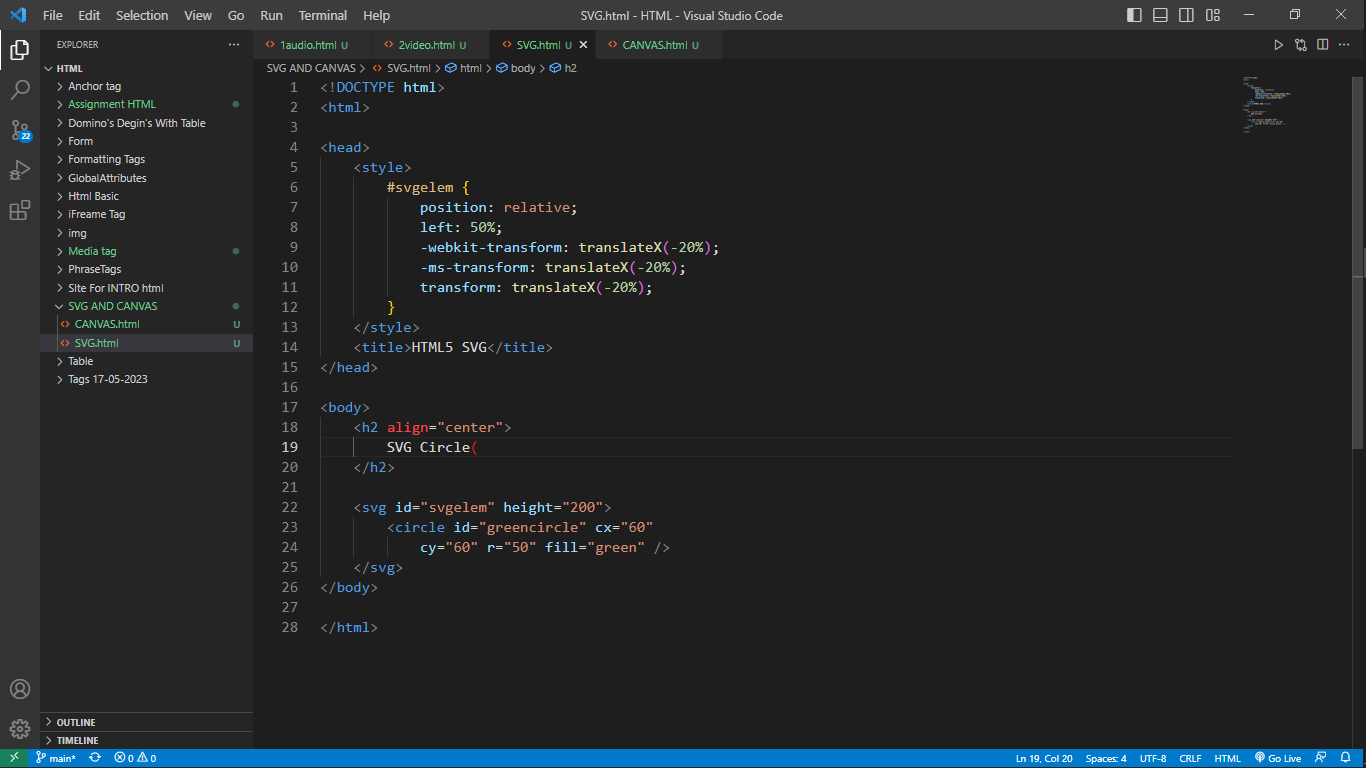 File Edit Selection View Go Run Terminal Help SVG.html - HTML - Visual Studio Code
EXPLORER ···
HTML
Anchor tag
Assignment HTML
Domino's Degin's With Table
Form
Formatting Tags
GlobalAttributes
Html Basic
iFreame Tag
img
Media tag
PhraseTags
SIte For INTRO html
SVG AND CANVAS
CANVAS.html U
SVG.html U
Table
Tags 17-05-2023
22
OUTLINE
TIMELINE
1audio.html U 2video.html U SVG.html U CANVAS.html U
SVG AND CANVAS > SVG.html > html > body > h2
1 <!DOCTYPE html>
2 <html>
3
4 <head>
5 <style>
6 #svgelem {
7 position: relative;
8 left: 50%;
9 -webkit-transform: translateX(-20%);
10 -ms-transform: translateX(-20%);
11 transform: translateX(-20%);
12 }
13 </style>
14 <title>HTML5 SVG</title>
15 </head>
16
17 <body>
18 <h2 align="center">
19 SVG Circle(
20 </h2>
21
22 <svg id="svgelem" height="200">
23 <circle id="greencircle" cx="60"
24 cy="60" r="50" fill="green" />
25 </svg>
26 </body>
27
28 </html>
main* 0 0 Ln 19, Col 20 Spaces: 4 UTF-8 CRLF HTML Go Live